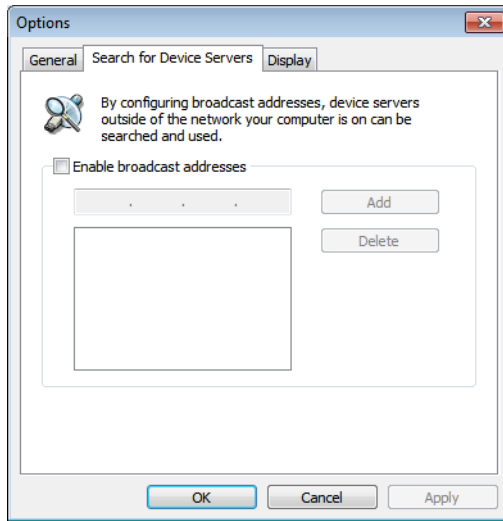 Options
General Search for Device Servers Display
By configuring broadcast addresses, device servers
outside of the network your computer is on can be
searched and used.
Enable broadcast addresses
. . . Add
Delete
OK Cancel Apply